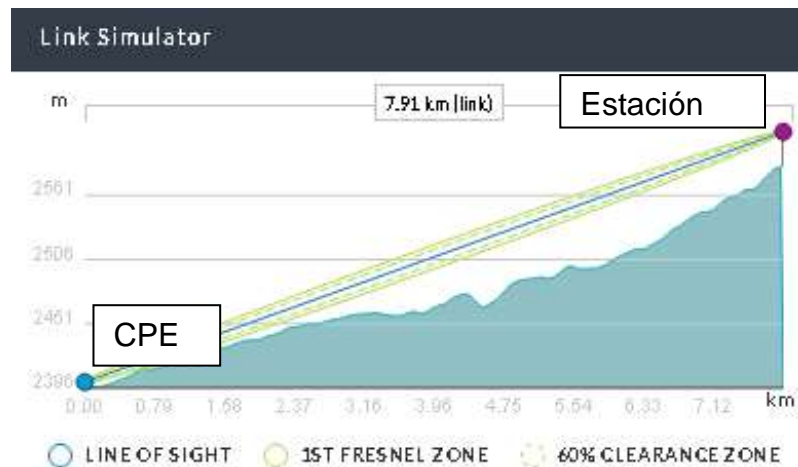 Link Simulator
m
7.91 km (link)
Estación
2561
2506
2451
CPE
2396
0.00 0.79 1.58 2.37 3.16 3.96 4.75 5.54 6.33 7.12 km
LINE OF SIGHT 1ST FRESNEL ZONE 60% CLEARANCE ZONE